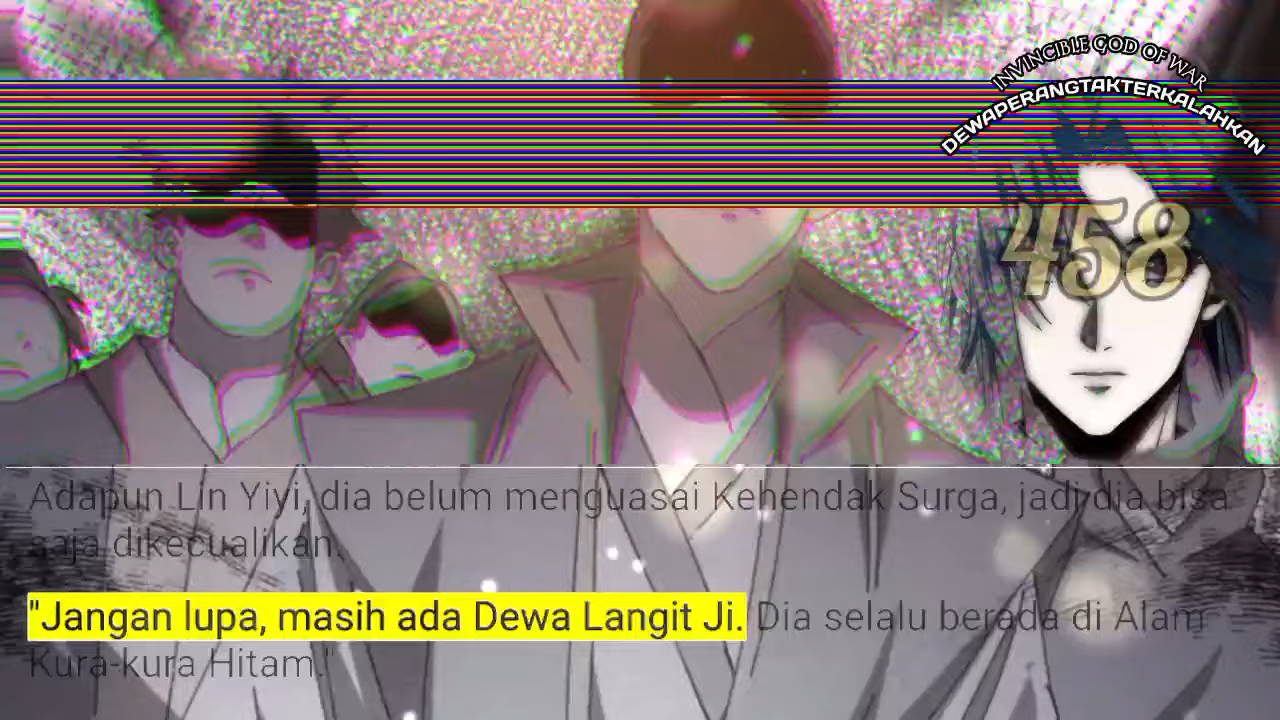 INVINCIBLE GOD OF WAR
DEWAPERANGTAKTERKALAHKAN
458
Adapun Lin Yiyi, dia belum menguasai Kehendak Surga, jadi dia bisa
saja dikecualikan.
"Jangan lupa, masih ada Dewa Langit Ji. Dia selalu berada di Alam
Kura-kura Hitam."